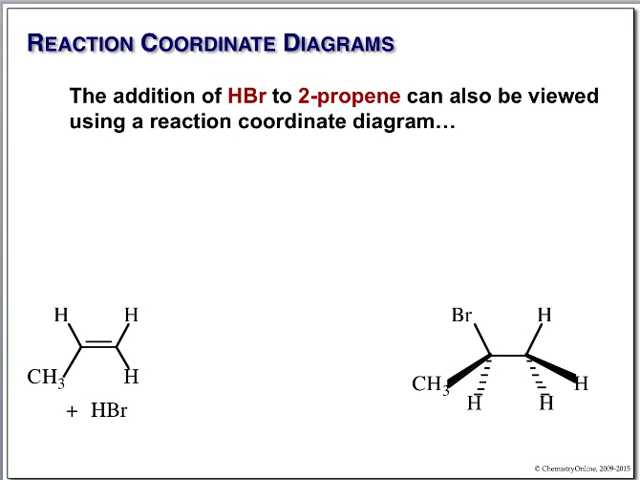 REACTION COORDINATE DIAGRAMS
The addition of HBr to 2-propene can also be viewed
using a reaction coordinate diagram…
H H
CH3 H
+ HBr
Br H
CH3 H
H H
© ChemistryOnline, 2009-2015